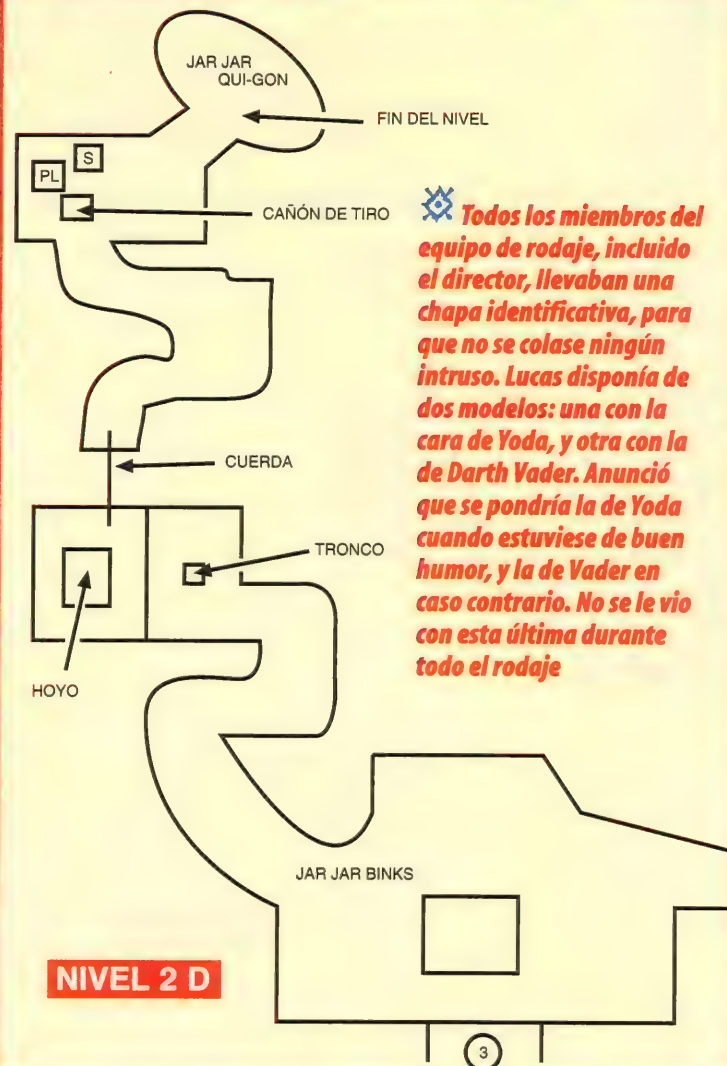 JAR JAR
QUI-GON
FIN DEL NIVEL
S
PL
CAÑÓN DE TIRO
Todos los miembros del
equipo de rodaje, incluido
el director, llevaban una
chapa identificativa, para
que no se colase ningún
intruso. Lucas disponía de
dos modelos: una con la
cara de Yoda, y otra con la
de Darth Vader. Anunció
que se pondría la de Yoda
cuando estuviese de buen
humor, y la de Vader en
caso contrario. No se le vio
con esta última durante
todo el rodaje
CUERDA
TRONCO
HOYO
JAR JAR BINKS
NIVEL 2 D
3